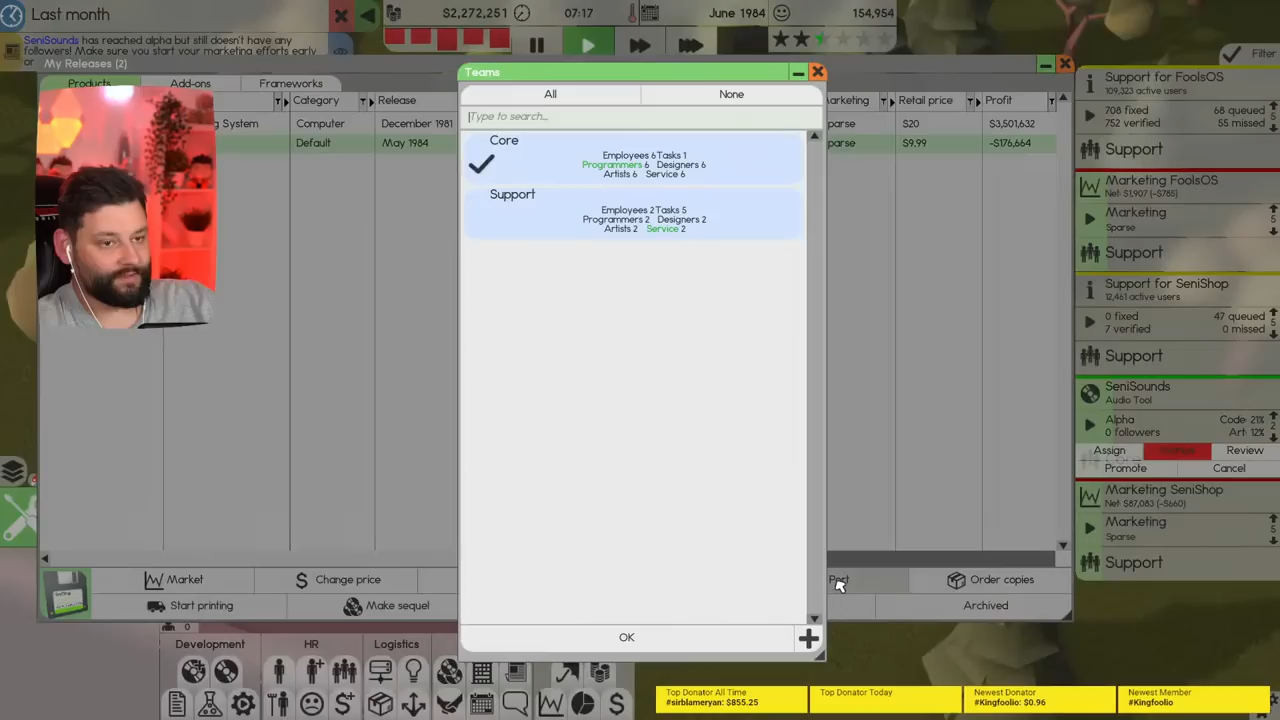 Last month
$2,272,251
07:17
June 1984
154,954
SeniSounds has reached alpha but still doesn't have any
followers! Make sure you start your marketing efforts early
My Releases (2)
Products
Add-ons
Frameworks
Filter
Category
Release
Retail price
Profit
g System
Computer
December 1981
parse
$20
$3,501,632
Default
May 1984
parse
$9.99
-$176,664
Teams
All
None
Type to search...
Core
Employees 6 Tasks 1
Programmers 6 Designers 6
Artists 6 Service 6
Support
Employees 2 Tasks 5
Programmers 2 Designers 2
Artists 2 Service 2
OK
Support for FoolsOS
109,323 active users
708 fixed 68 queued
752 verified 55 missed
Support
Marketing FoolsOS
Net: $1,907 (-$785)
Marketing
Sparse
Support
Support for SeniShop
12,461 active users
0 fixed 47 queued
7 verified 0 missed
Support
SeniSounds
Audio Tool
Alpha Code 21%
0 followers Art 12%
Assign
Review
Promote
Cancel
Marketing SeniShop
Net: $87,083 (-$660)
Marketing
Sparse
Support
Market
Change price
Port
Order copies
Start printing
Make sequel
Archived
0
Development
HR
Logistics
Top Donator All Time
#sirblameryan: $855.25
Top Donator Today
Newest Donator
#Kingfoolio: $0.96
Newest Member
#Kingfoolio